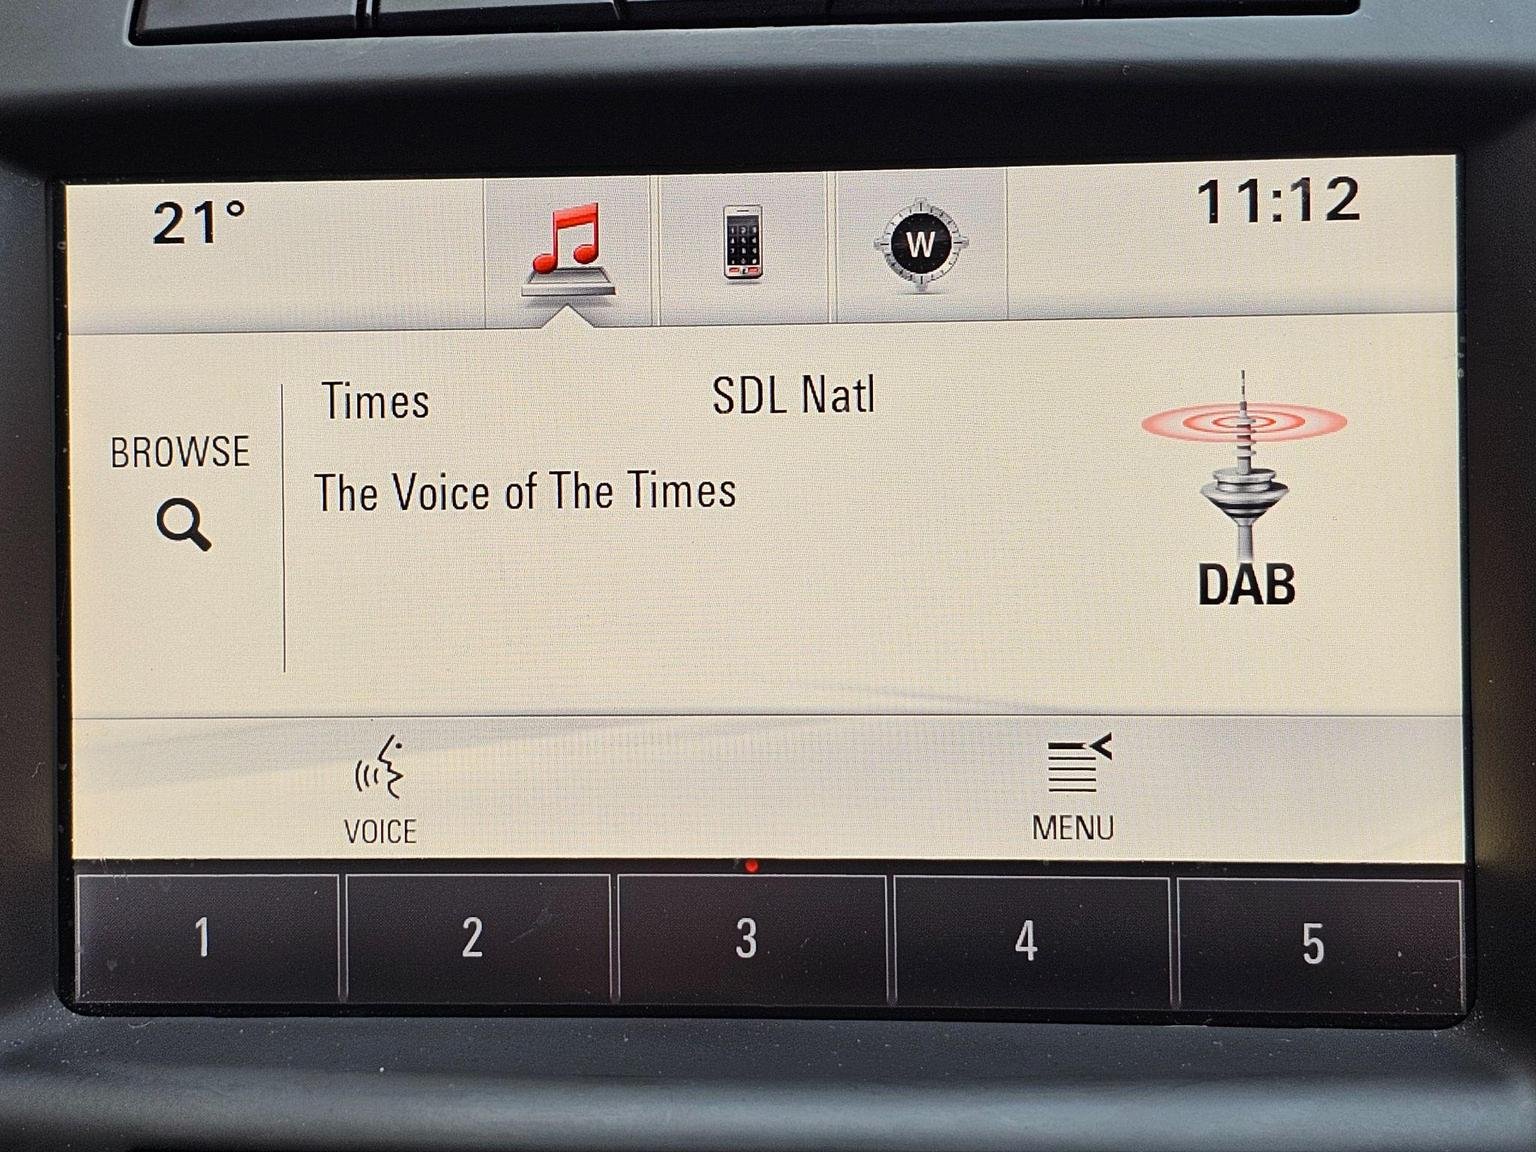 21°
W
11:12
Times
SDL Natl
BROWSE
The Voice of The Times
DAB
VOICE
MENU
1
2
3
4
5